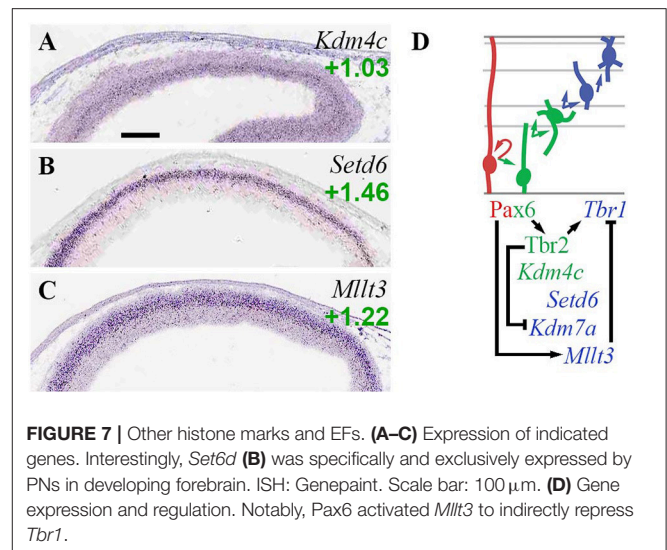 A
Kdm4c
+1.03
B
Setd6
+1.46
C
Mllt3
+1.22
D
Pax6
Tbr1
Tbr2
Kdm4c
Setd6
Kdm7a
Mllt3
FIGURE 7 | Other histone marks and EFs. (A–C) Expression of indicated
genes. Interestingly, Set6d (B) was specifically and exclusively expressed by
PNs in developing forebrain. ISH: Genepaint. Scale bar: 100 μm. (D) Gene
expression and regulation. Notably, Pax6 activated Mllt3 to indirectly repress
Tbr1.